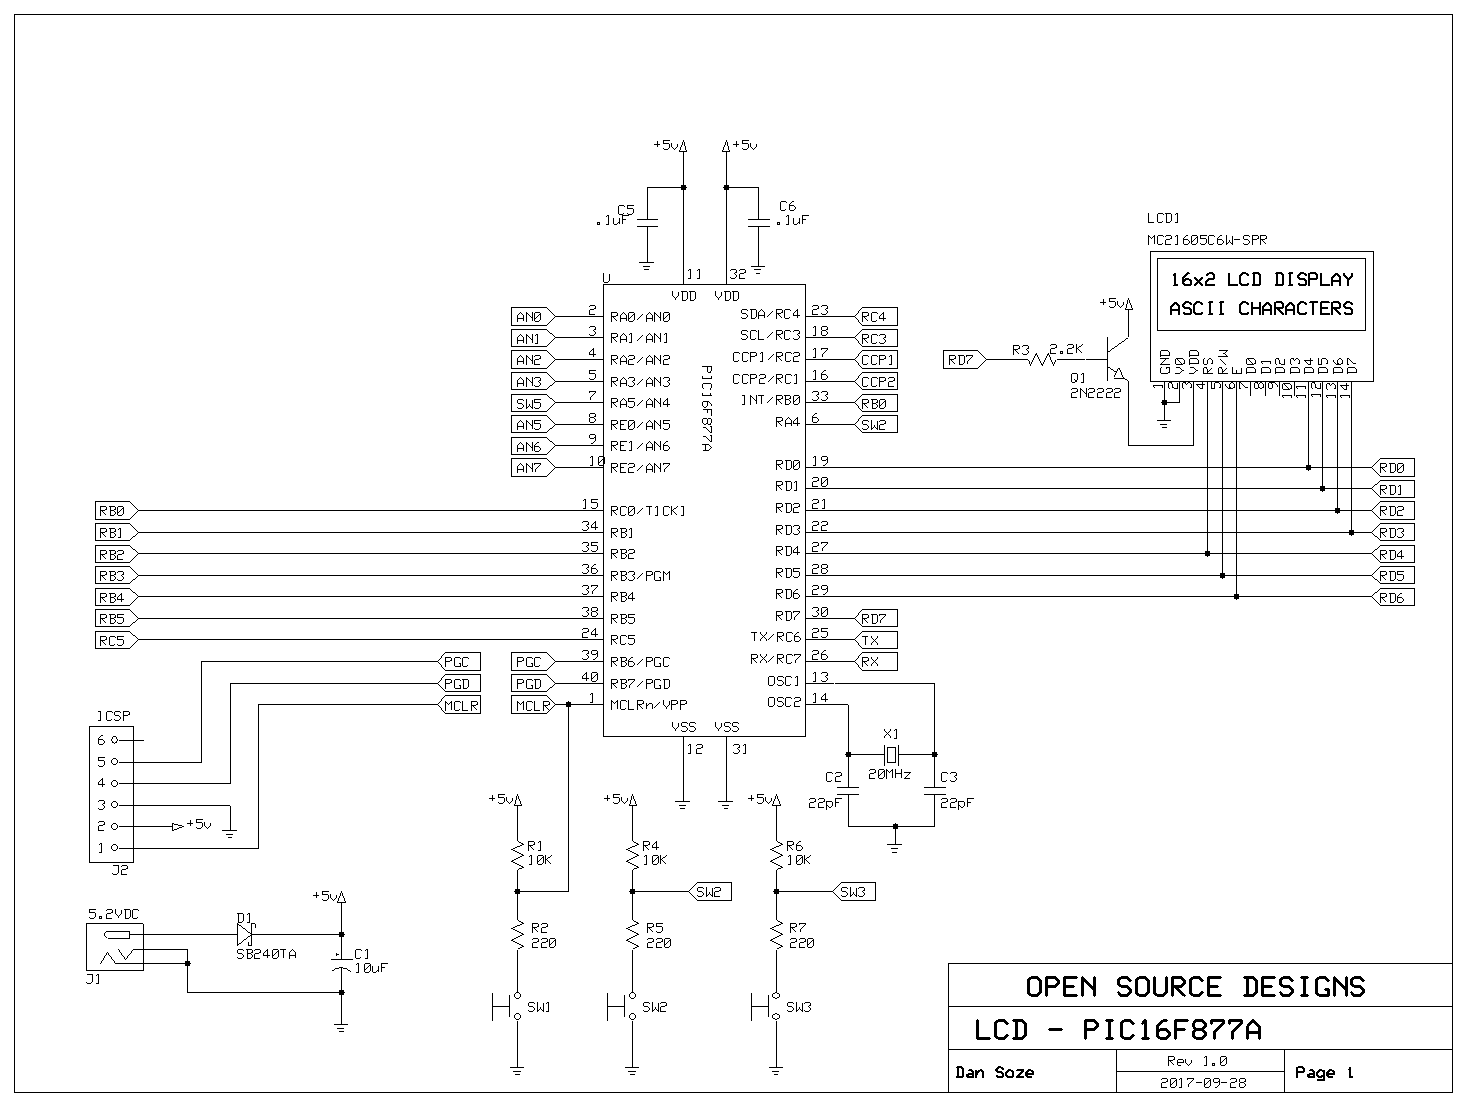 +5v +5v
C5 C6
.1uF .1uF
LCD1
MC21605C6W-SPR
16x2 LCD DISPLAY
ASCII CHARACTERS
GND V0 VDD RS R/W E D0 D1 D2 D3 D4 D5 D6 D7
1 2 3 4 5 6 7 8 9 10 11 12 13 14
+5v
RD7 R3 2.2K
Q1
2N2222
U 11 32
VDD VDD
PIC16F877A
AN0 2 RA0/AN0 SDA/RC4 23 RC4
AN1 3 RA1/AN1 SCL/RC3 18 RC3
AN2 4 RA2/AN2 CCP1/RC2 17 CCP1
AN3 5 RA3/AN3 CCP2/RC1 16 CCP2
SW5 7 RA5/AN4 INT/RB0 33 RB0
AN5 8 RE0/AN5 RA4 6 SW2
AN6 9 RE1/AN6
AN7 10 RE2/AN7 RD0 19 RD0
RD1 20 RD1
RB0 15 RC0/T1CK1 RD2 21 RD2
RB1 34 RB1 RD3 22 RD3
RB2 35 RB2 RD4 27 RD4
RB3 36 RB3/PGM RD5 28 RD5
RB4 37 RB4 RD6 29 RD6
RB5 38 RB5 RD7 30 RD7
RC5 24 RC5 TX/RC6 25 TX
PGC PGC 39 RB6/PGC RX/RC7 26 RX
PGD PGD 40 RB7/PGD OSC1 13
MCLR MCLR 1 MCLRn/VPP OSC2 14
VSS VSS
12 31
X1
20MHz
C2 C3
22pF 22pF
ICSP
6
5
4
3
2 +5v
1
J2
+5v +5v +5v
R1 R4 R6
10K 10K 10K
SW2 SW3
R2 R5 R7
220 220 220
SW1 SW2 SW3
+5v
5.2VDC D1
SB240TA C1
10uF
J1
OPEN SOURCE DESIGNS
LCD - PIC16F877A
Dan Soze Rev 1.0 Page 1
2017-09-28